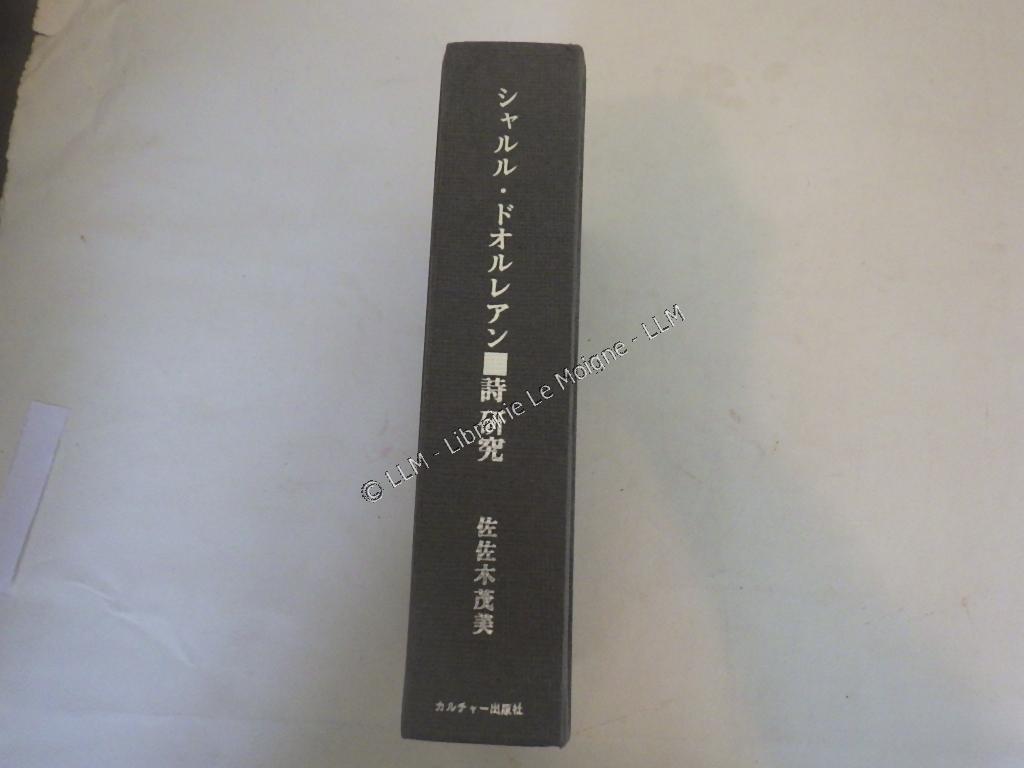 シャルル・ドオルレアン■詩研究
佐佐木茂美
カルチャー出版社
© LLM - Librairie Le Moigne - LLM